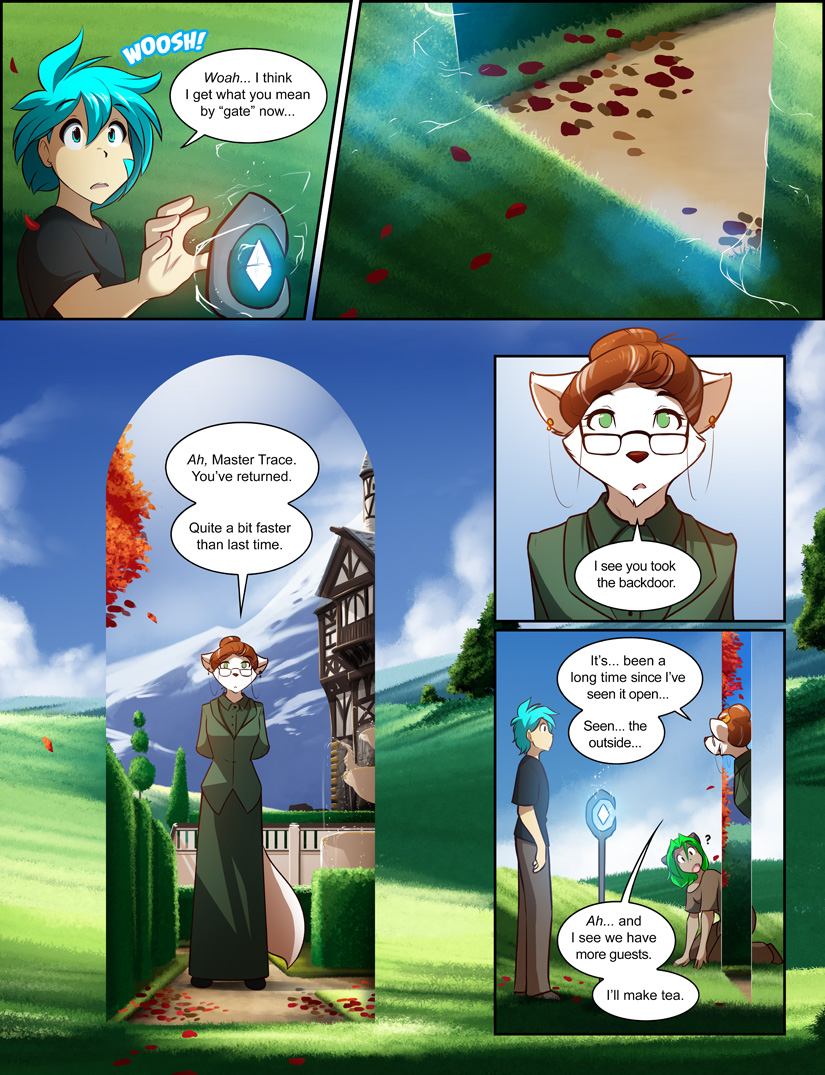 WOOSH!
Woah... I think
I get what you mean
by “gate” now...
Ah, Master Trace.
You’ve returned.
Quite a bit faster
than last time.
I see you took
the backdoor.
It’s... been a
long time since I’ve
seen it open...
Seen... the
outside...
?
Ah... and
I see we have
more guests.
I’ll make tea.